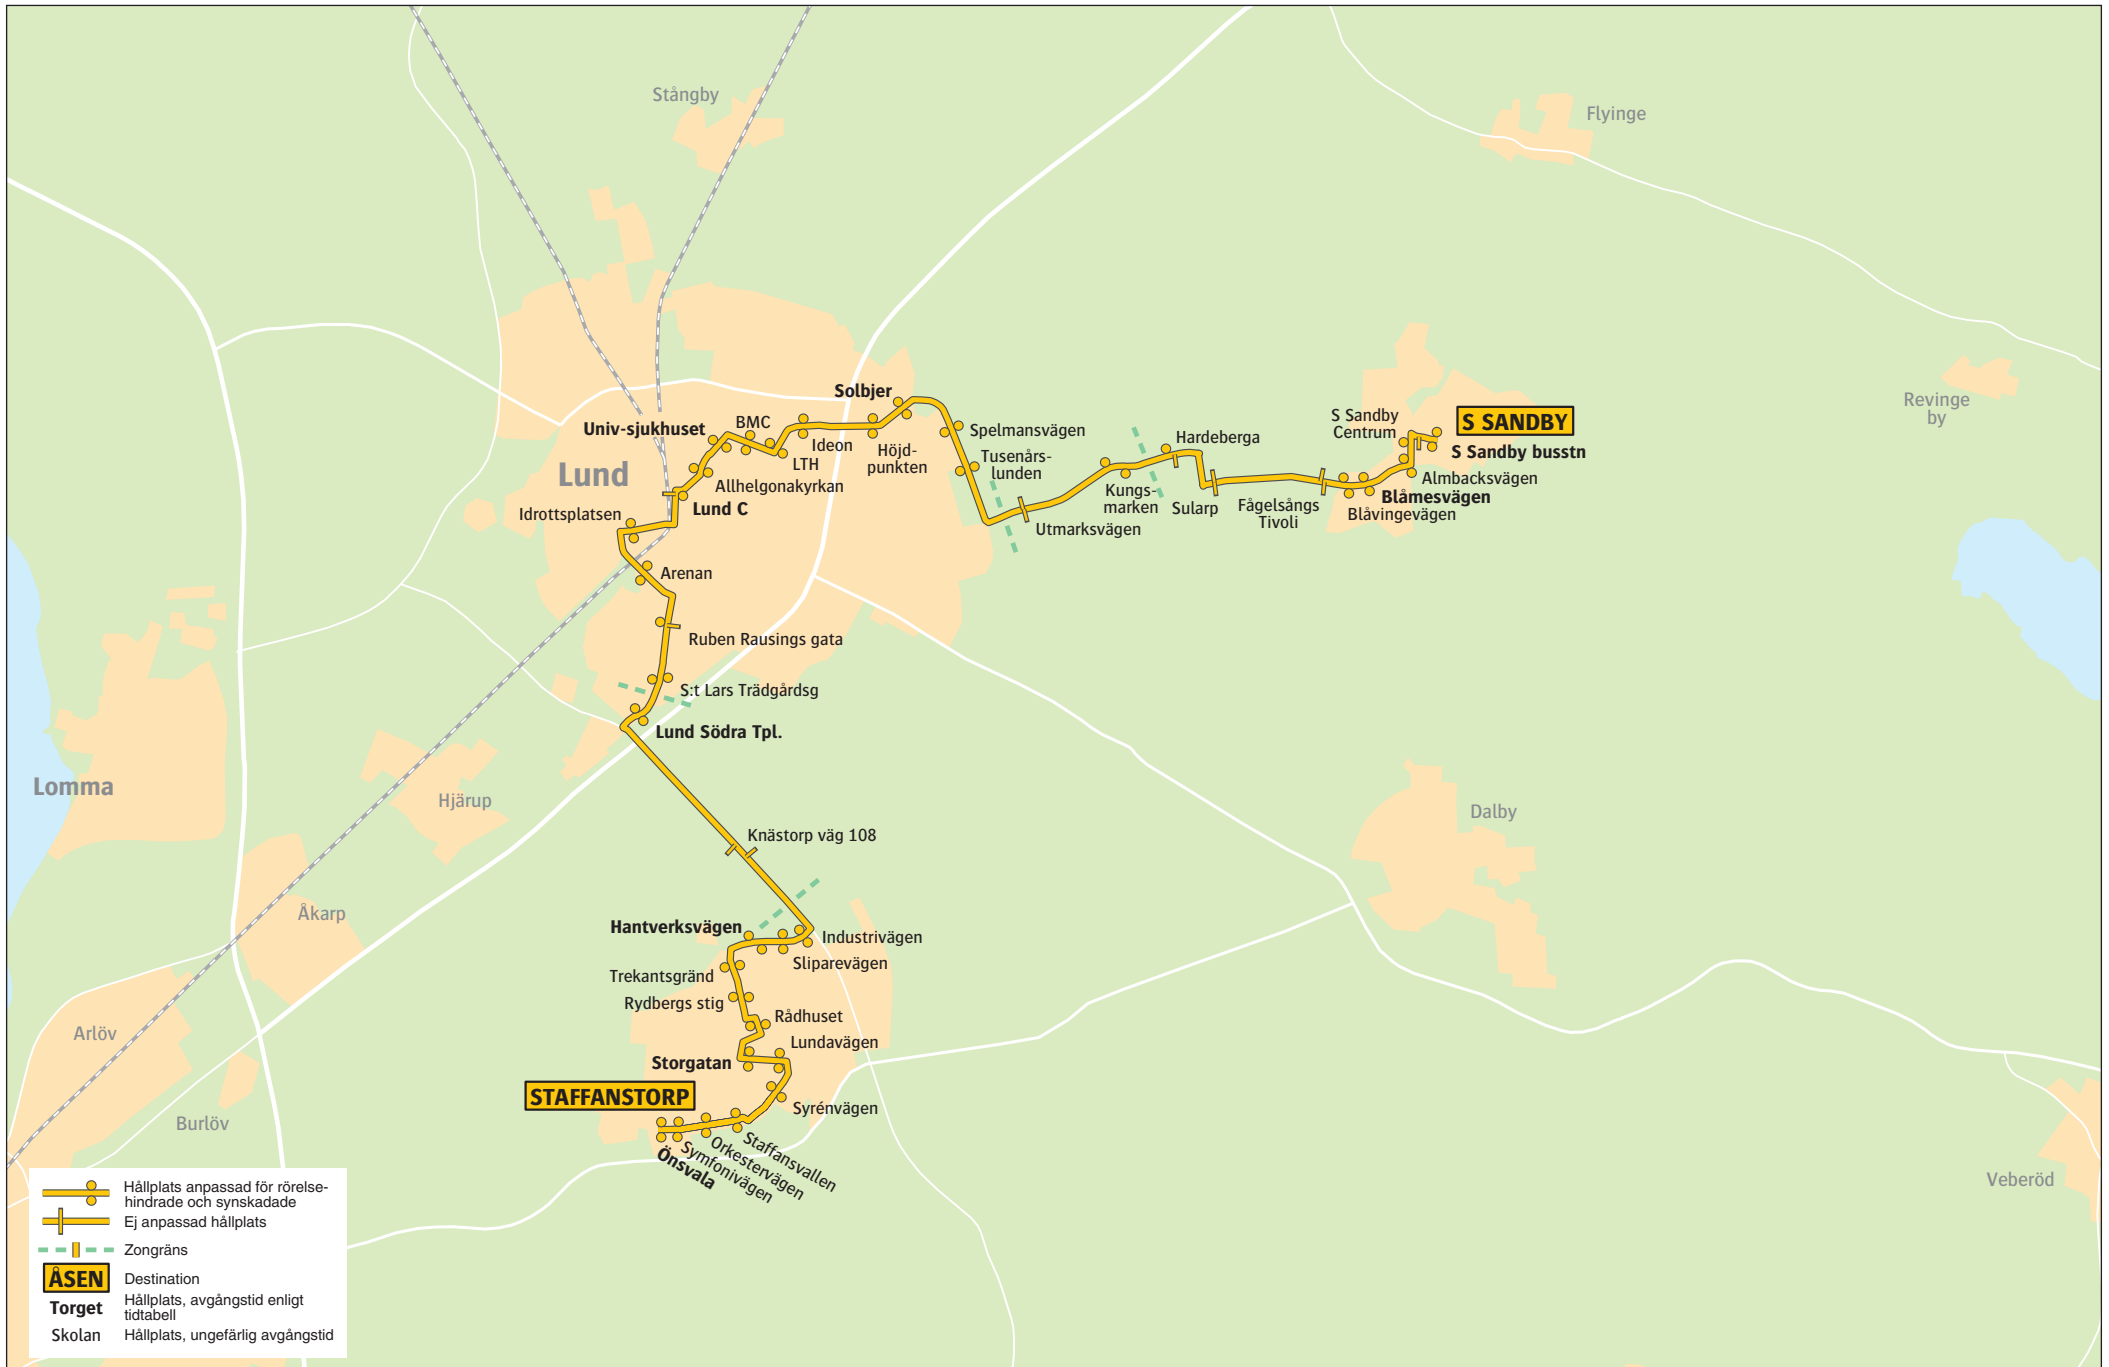 Stångby
Flyinge
Solbjer
Revinge
by
S Sandby
Centrum
S SANDBY
BMC
Univ-sjukhuset
Ideon
Höjd-
punkten
Spelmansvägen
Hardeberga
S Sandby busstn
Lund
LTH
Tusenårs-
lunden
Allhelgonakyrkan
Almbacksvägen
Kungs-
marken
Blåmesvägen
Lund C
Idrottsplatsen
Sularp
Fågelsångs
Tivoli
Blåvingevägen
Utmarksvägen
Arenan
Ruben Rausings gata
S:t Lars Trädgårdsg
Lund Södra Tpl.
Lomma
Hjärup
Dalby
Knästorp väg 108
Åkarp
Hantverksvägen
Industrivägen
Sliparevägen
Trekantsgränd
Rydbergs stig
Rådhuset
Arlöv
Lundavägen
Storgatan
STAFFANSTORP
Syrénvägen
Burlöv
Staffansvallen
Orkestervägen
Symfonivägen
Önsvala
Veberöd
Hållplats anpassad för rörelse-
hindrade och synskadade
Ej anpassad hållplats
Zongräns
ÅSEN Destination
Torget Hållplats, avgångstid enligt
tidtabell
Skolan Hållplats, ungefärlig avgångstid